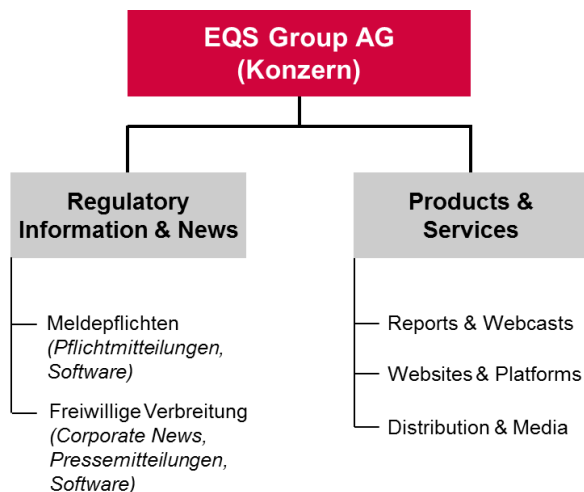 EQS Group AG
(Konzern)
Regulatory
Information & News
Products &
Services
Meldepflichten
(Pflichtmitteilungen,
Software)
Freiwillige Verbreitung
(Corporate News,
Pressemitteilungen,
Software)
Reports & Webcasts
Websites & Platforms
Distribution & Media